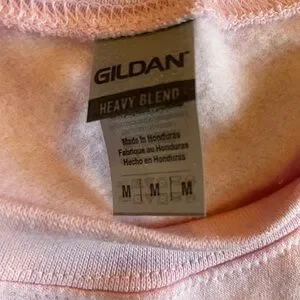 GILDAN
HEAVY BLEND
Made in Honduras
Fabriqué au Honduras
Hecho en Honduras
M M M